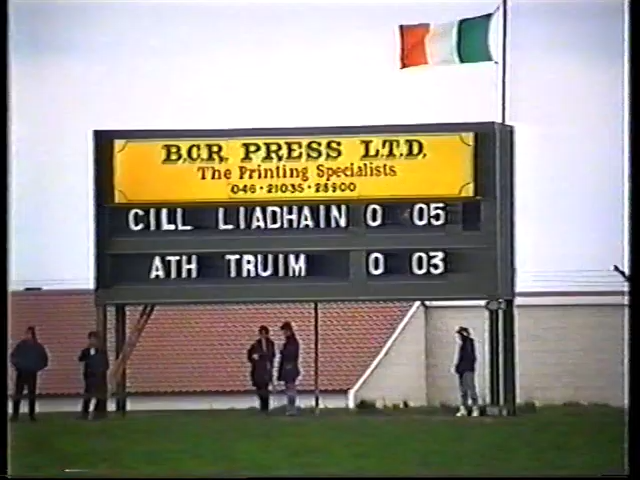 B.C.R. PRESS LTD.
The Printing Specialists
046 · 21035 · 28900
CILL LIADHAIN 0 05
ATH TRUIM 0 03